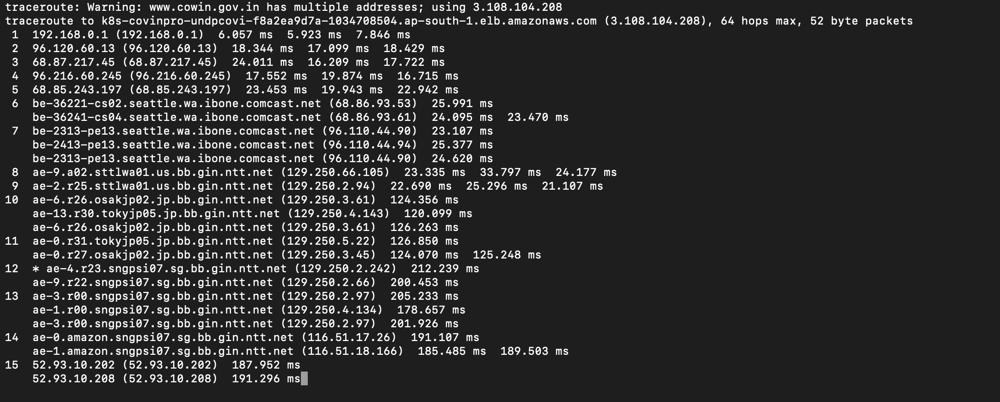 traceroute: Warning: www.cowin.gov.in has multiple addresses; using 3.108.104.208
traceroute to k8s-covinpro-undpcovi-f8a2ea9d7a-1034708504.ap-south-1.elb.amazonaws.com (3.108.104.208), 64 hops max, 52 byte packets
 1  192.168.0.1 (192.168.0.1)  6.057 ms  5.923 ms  7.846 ms
 2  96.120.60.13 (96.120.60.13)  18.344 ms  17.099 ms  18.429 ms
 3  68.87.217.45 (68.87.217.45)  24.011 ms  16.209 ms  17.722 ms
 4  96.216.60.245 (96.216.60.245)  17.552 ms  19.874 ms  16.715 ms
 5  68.85.243.197 (68.85.243.197)  23.453 ms  19.943 ms  22.942 ms
 6  be-36221-cs02.seattle.wa.ibone.comcast.net (68.86.93.53)  25.991 ms
    be-36241-cs04.seattle.wa.ibone.comcast.net (68.86.93.61)  24.095 ms  23.470 ms
 7  be-2313-pe13.seattle.wa.ibone.comcast.net (96.110.44.90)  23.107 ms
    be-2413-pe13.seattle.wa.ibone.comcast.net (96.110.44.94)  25.377 ms
    be-2313-pe13.seattle.wa.ibone.comcast.net (96.110.44.90)  24.620 ms
 8  ae-9.a02.sttlwa01.us.bb.gin.ntt.net (129.250.66.105)  23.335 ms  33.797 ms  24.177 ms
 9  ae-2.r25.sttlwa01.us.bb.gin.ntt.net (129.250.2.94)  22.690 ms  25.296 ms  21.107 ms
10  ae-6.r26.osakjp02.jp.bb.gin.ntt.net (129.250.3.61)  124.356 ms
    ae-13.r30.tokyjp05.jp.bb.gin.ntt.net (129.250.4.143)  120.099 ms
    ae-6.r26.osakjp02.jp.bb.gin.ntt.net (129.250.3.61)  126.263 ms
11  ae-0.r31.tokyjp05.jp.bb.gin.ntt.net (129.250.5.22)  126.850 ms
    ae-0.r27.osakjp02.jp.bb.gin.ntt.net (129.250.3.45)  124.070 ms  125.248 ms
12  * ae-4.r23.sngpsi07.sg.bb.gin.ntt.net (129.250.2.242)  212.239 ms
    ae-9.r22.sngpsi07.sg.bb.gin.ntt.net (129.250.2.66)  200.453 ms
13  ae-3.r00.sngpsi07.sg.bb.gin.ntt.net (129.250.2.97)  205.233 ms
    ae-1.r00.sngpsi07.sg.bb.gin.ntt.net (129.250.4.134)  178.657 ms
    ae-3.r00.sngpsi07.sg.bb.gin.ntt.net (129.250.2.97)  201.926 ms
14  ae-0.amazon.sngpsi07.sg.bb.gin.ntt.net (116.51.17.26)  191.107 ms
    ae-1.amazon.sngpsi07.sg.bb.gin.ntt.net (116.51.18.166)  185.485 ms  189.503 ms
15  52.93.10.202 (52.93.10.202)  187.952 ms
    52.93.10.208 (52.93.10.208)  191.296 ms